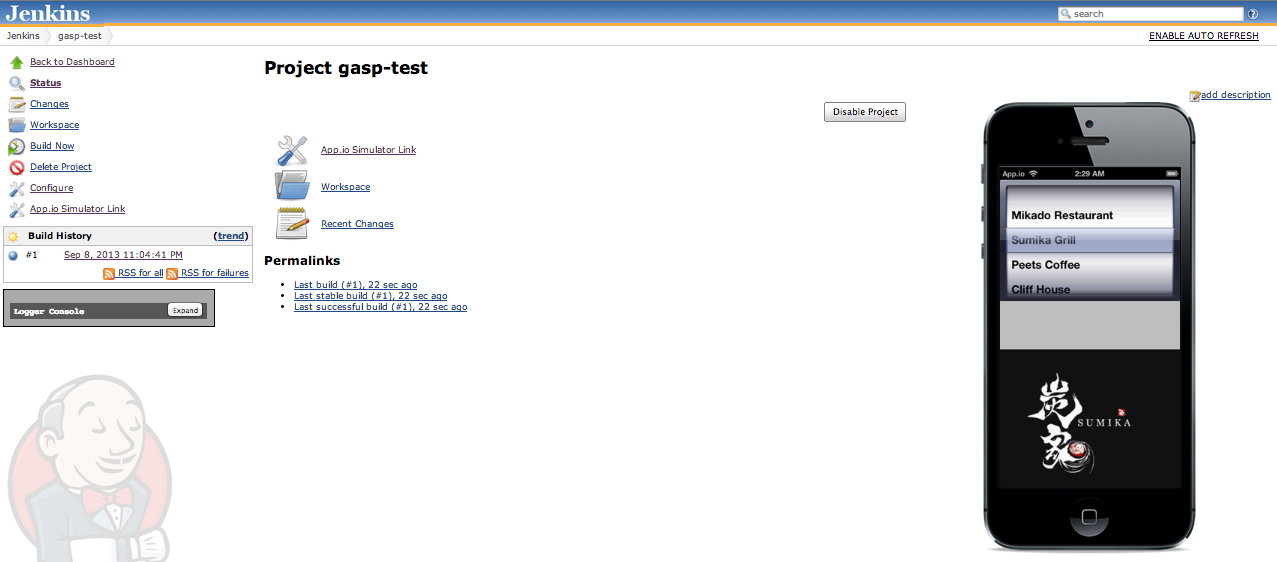 Jenkins
search
Jenkins
gasp-test
ENABLE AUTO REFRESH
Back to Dashboard
Status
Changes
Workspace
Build Now
Delete Project
Configure
App.io Simulator Link
Build History (trend)
#1 Sep 8, 2013 11:04:41 PM
RSS for all RSS for failures
Logger Console Expand
Project gasp-test
add description
Disable Project
App.io Simulator Link
Workspace
Recent Changes
Permalinks
Last build (#1), 22 sec ago
Last stable build (#1), 22 sec ago
Last successful build (#1), 22 sec ago
App.io 2:29 AM
Mikado Restaurant
Sumika Grill
Peets Coffee
Cliff House
炭家
SUMIKA